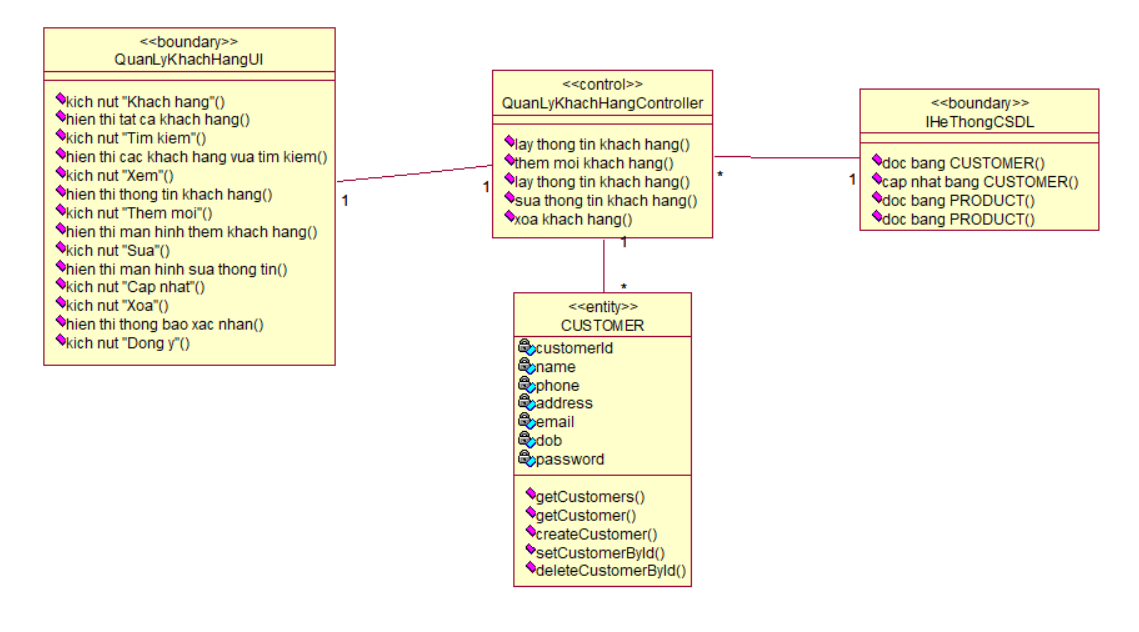 <<boundary>>
QuanLyKhachHangUI
kich nut "Khach hang"()
hien thi tat ca khach hang()
kich nut "Tim kiem"()
hien thi cac khach hang vua tim kiem()
kich nut "Xem"()
hien thi thong tin khach hang()
kich nut "Them moi"()
hien thi man hinh them khach hang()
kich nut "Sua"()
hien thi man hinh sua thong tin()
kich nut "Cap nhat"()
kich nut "Xoa"()
hien thi thong bao xac nhan()
kich nut "Dong y"()
1
1
<<control>>
QuanLyKhachHangController
lay thong tin khach hang()
them moi khach hang()
lay thong tin khach hang()
sua thong tin khach hang()
xoa khach hang()
*
1
<<boundary>>
IHeThongCSDL
doc bang CUSTOMER()
cap nhat bang CUSTOMER()
doc bang PRODUCT()
doc bang PRODUCT()
1
*
<<entity>>
CUSTOMER
customerId
name
phone
address
email
dob
password
getCustomers()
getCustomer()
createCustomer()
setCustomerById()
deleteCustomerById()